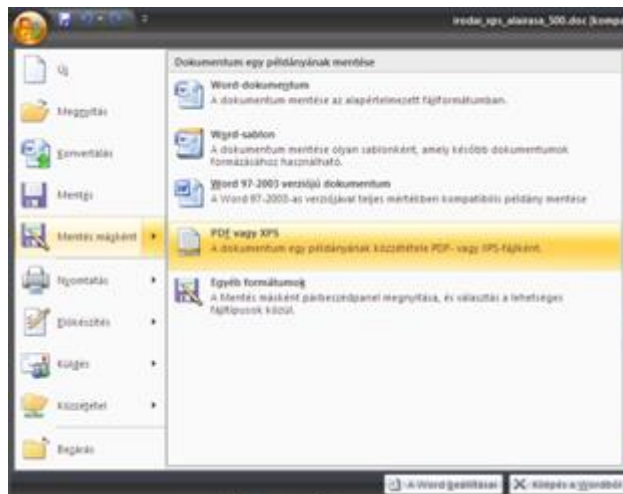 irodai_xps_alairasa_500.doc [kompa
Új
Megnyitás
Konvertálás
Mentés
Mentés másként
Nyomtatás
Előkészítés
Küldés
Közzététel
Bezárás
Dokumentum egy példányának mentése
Word-dokumentum
A dokumentum mentése az alapértelmezett fájlformátumban.
Word-sablon
A dokumentum mentése olyan sablonként, amely később dokumentumok
formázásához használható.
Word 97-2003 verziójú dokumentum
A Word 97-2003-as verziójával teljes mértékben kompatibilis példány mentése
PDF vagy XPS
A dokumentum egy példányának közzététele PDF- vagy XPS-fájlként.
Egyéb formátumok
A Mentés másként párbeszédpanel megnyitása, és választás a lehetséges
fájltípusok közül.
A Word beállításai
Kilépés a Wordből